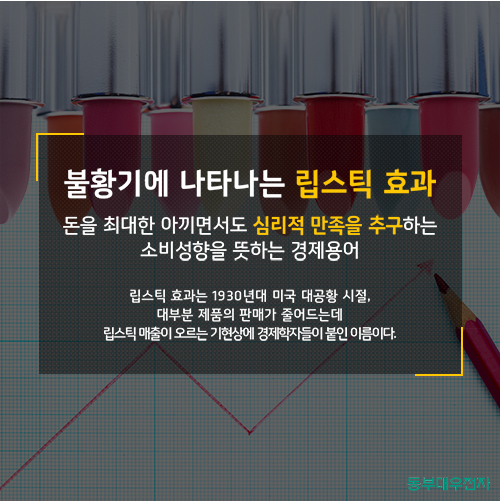 불황기에 나타나는 립스틱 효과
돈을 최대한 아끼면서도 심리적 만족을 추구하는
소비성향을 뜻하는 경제용어
립스틱 효과는 1930년대 미국 대공황 시절,
대부분 제품의 판매가 줄어드는데
립스틱 매출이 오르는 기현상에 경제학자들이 붙인 이름이다.
동부대우전자